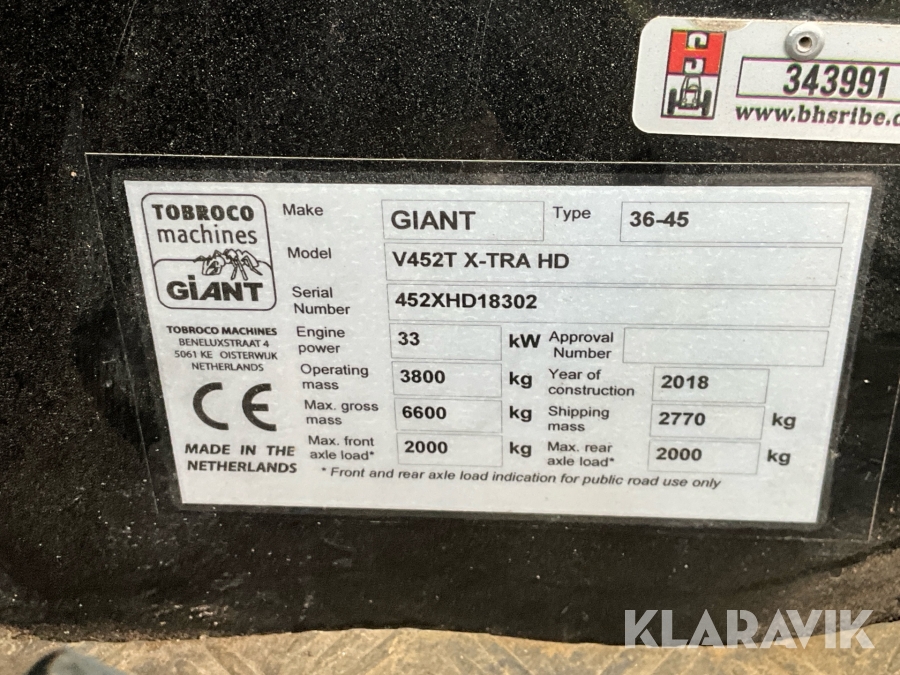 HS
343991
www.bhsribe.
TOBROCO
machines
GiANT
TOBROCO MACHINES
BENELUXSTRAAT 4
5061 KE OISTERWIJK
NETHERLANDS
CE
MADE IN THE
NETHERLANDS
Make GIANT Type 36-45
Model V452T X-TRA HD
Serial Number 452XHD18302
Engine power 33 kW Approval Number
Operating mass 3800 kg Year of construction 2018
Max. gross mass 6600 kg Shipping mass 2770 kg
Max. front axle load* 2000 kg Max. rear axle load* 2000 kg
* Front and rear axle load indication for public road use only
KLARAVIK